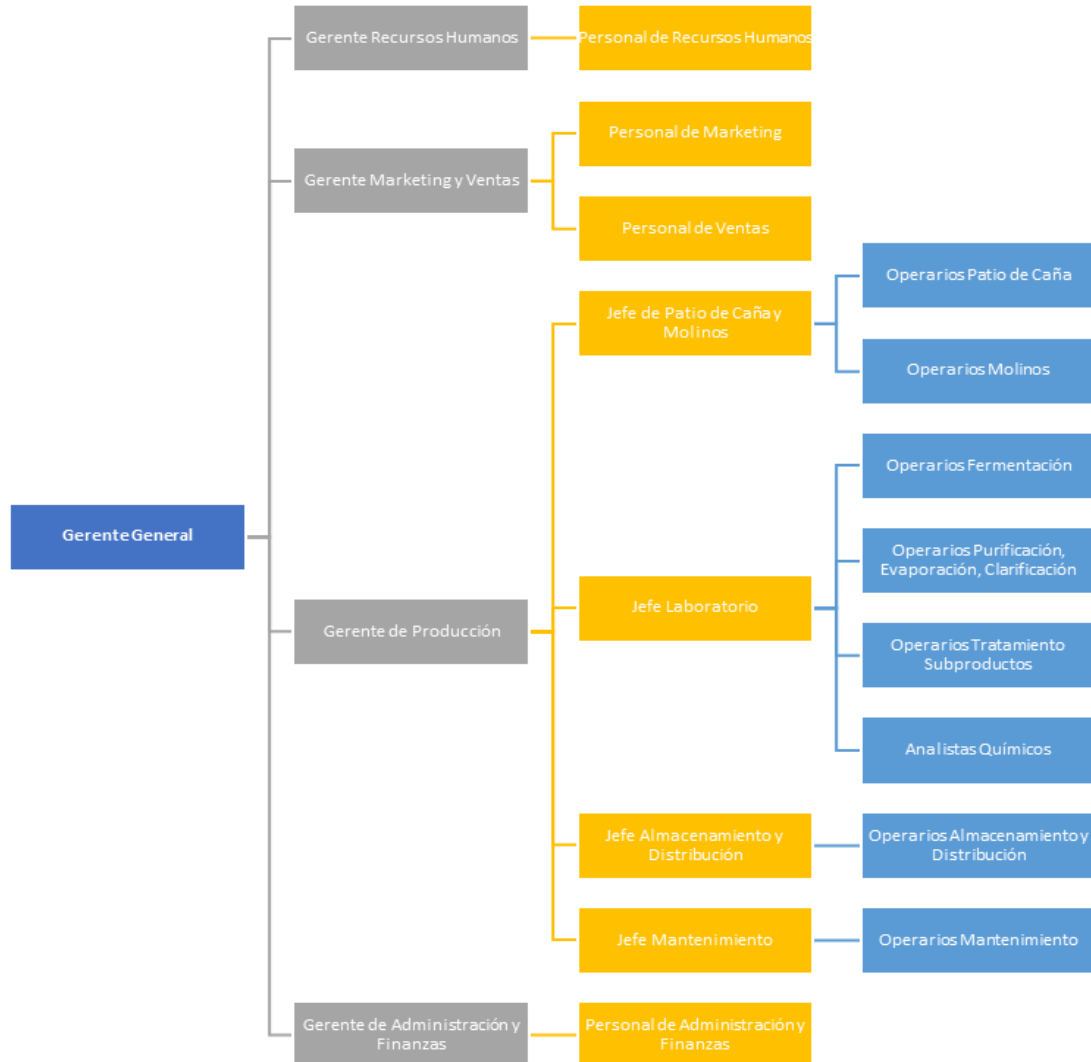 Gerente Recursos Humanos
Personal de Recursos Humanos
Personal de Marketing
Gerente Marketing y Ventas
Personal de Ventas
Operarios Patio de Caña
Jefe de Patio de Caña y
Molinos
Operarios Molinos
Operarios Fermentación
Gerente General
Operarios Purificación,
Evaporación, Clarificación
Jefe Laboratorio
Gerente de Producción
Operarios Tratamiento
Subproductos
Analistas Químicos
Jefe Almacenamiento y
Distribución
Operarios Almacenamiento y
Distribución
Jefe Mantenimiento
Operarios Mantenimiento
Gerente de Administración y
Finanzas
Personal de Administración y
Finanzas